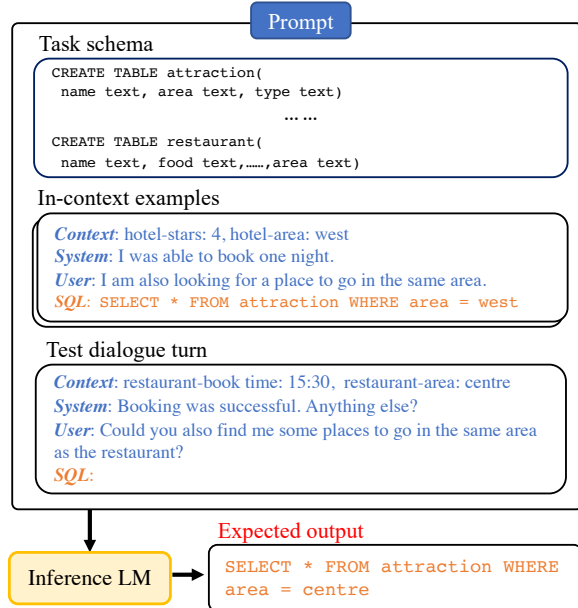 Prompt
Task schema
CREATE TABLE attraction(
name text, area text, type text)
... ...
CREATE TABLE restaurant(
name text, food text,……,area text)
In-context examples
Context: hotel-stars: 4, hotel-area: west
System: I was able to book one night.
User: I am also looking for a place to go in the same area.
SQL: SELECT * FROM attraction WHERE area = west
Test dialogue turn
Context: restaurant-book time: 15:30, restaurant-area: centre
System: Booking was successful. Anything else?
User: Could you also find me some places to go in the same area
as the restaurant?
SQL:
Expected output
Inference LM
SELECT * FROM attraction WHERE
area = centre